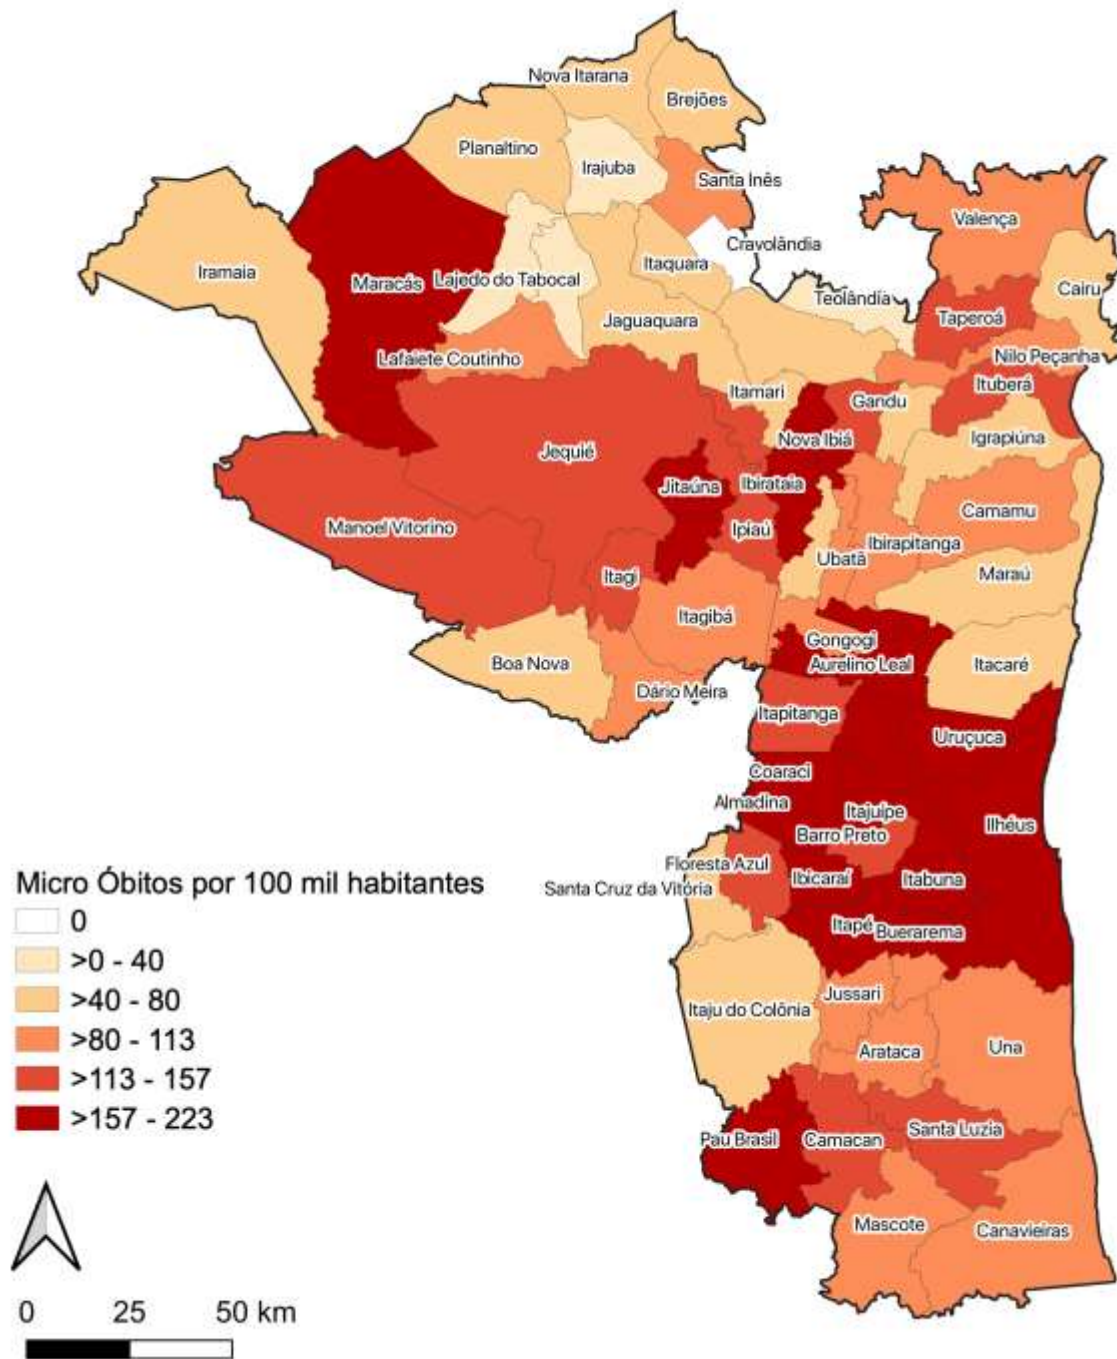 Nova Itarana
Brejões
Planaltino
Irajuba
Santa Inês
Valença
Cravolândia
Itaquara
Iramaia
Maracás
Lajedo do Tabocal
Teolândia
Cairu
Taperoá
Jaguaquara
Lafaiete Coutinho
Nilo Peçanha
Ituberá
Itamari
Gandu
Nova Ibiá
Igrapiúna
Jequié
Jitaúna
Ibirataia
Camamu
Manoel Vitorino
Ipiaú
Ibirapitanga
Ubatã
Itagi
Maraú
Itagibá
Gongogi
Boa Nova
Aurelino Leal
Itacaré
Dário Meira
Itapitanga
Uruçuca
Coaraci
Almadina
Itajuípe
Ilhéus
Barro Preto
Floresta Azul
Ibicaraí
Itabuna
Santa Cruz da Vitória
Itapé
Buerarema
Jussari
Itaju do Colônia
Arataca
Una
Pau Brasil
Camacan
Santa Luzia
Mascote
Canavieiras
Micro Óbitos por 100 mil habitantes
0
>0 - 40
>40 - 80
>80 - 113
>113 - 157
>157 - 223
0 25 50 km